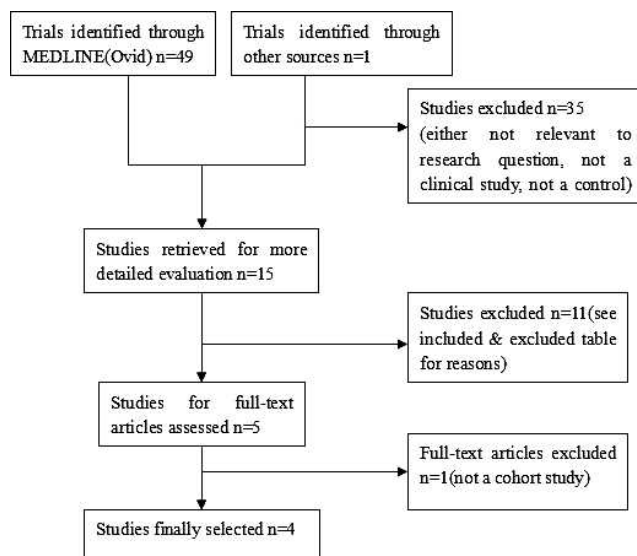 Trials identified through
MEDLINE(Ovid) n=49
Trials identified through
other sources n=1
Studies excluded n=35
(either not relevant to
research question, not a
clinical study, not a control)
Studies retrieved for more
detailed evaluation n=15
Studies excluded n=11(see
included & excluded table
for reasons)
Studies for full-text
articles assessed n=5
Full-text articles excluded
n=1(not a cohort study)
Studies finally selected n=4